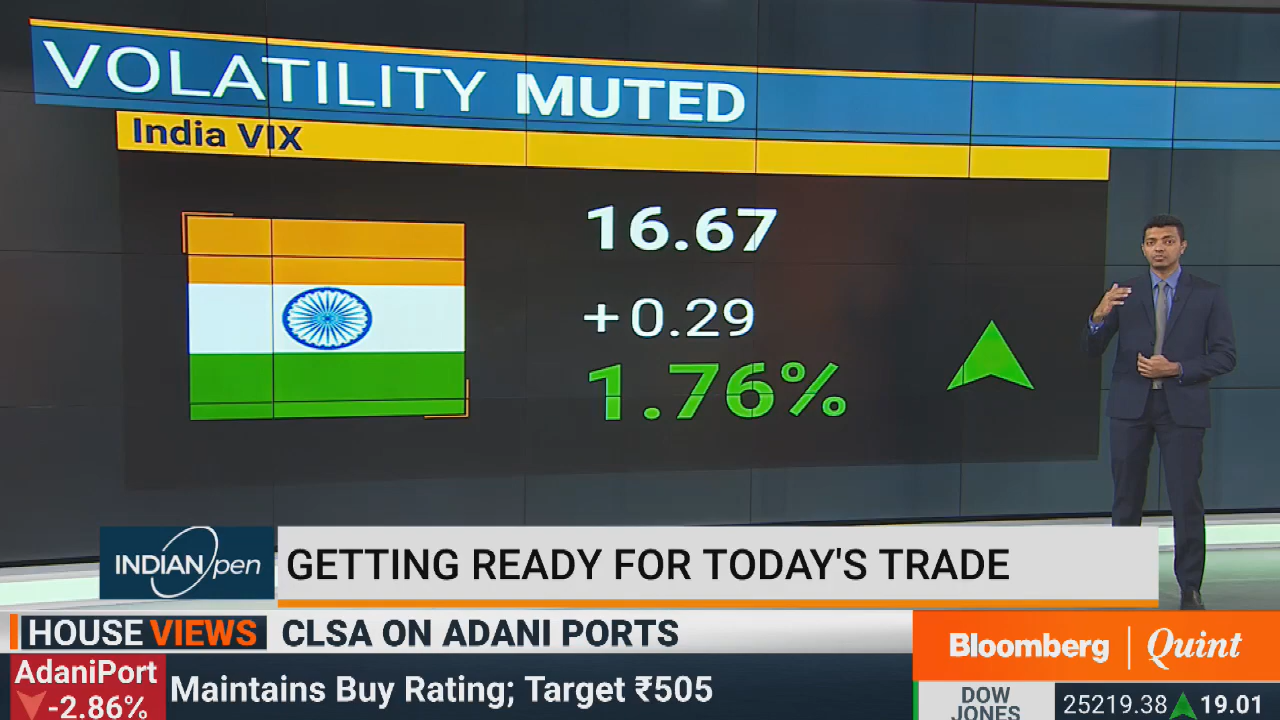 VOLATILITY MUTED
India VIX
16.67
+0.29
1.76%
INDIAN Open
GETTING READY FOR TODAY'S TRADE
HOUSE VIEWS CLSA ON ADANI PORTS
AdaniPort
-2.86%
Maintains Buy Rating; Target ₹505
Bloomberg | Quint
DOW JONES
25219.38 19.01